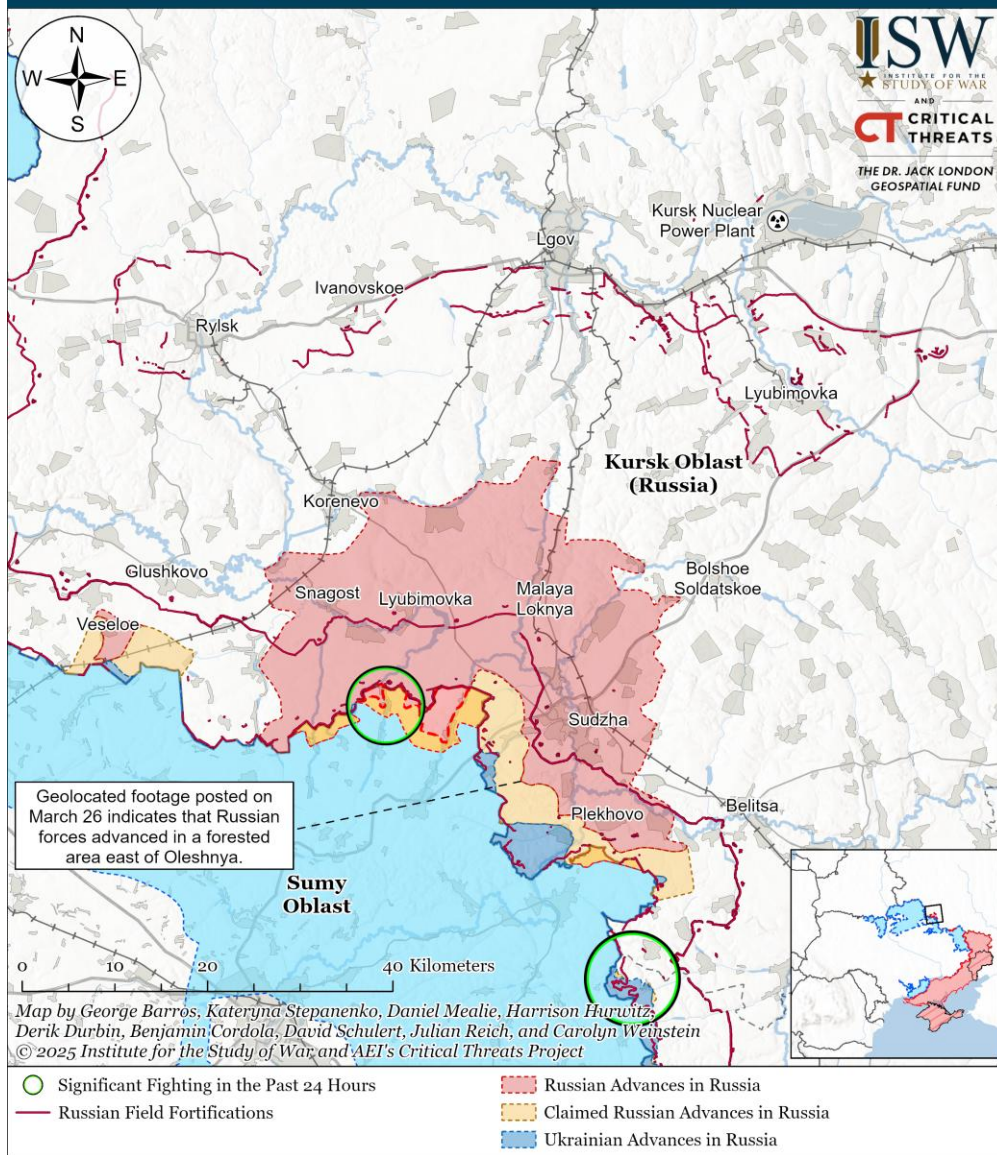 N
W E
S
ISW
INSTITUTE FOR THE
STUDY OF WAR
AND
CT CRITICAL
THREATS
THE DR. JACK LONDON
GEOSPATIAL FUND
Kursk Nuclear
Power Plant
Lgov
Ivanovskoe
Rylsk
Lyubimovka
Kursk Oblast
(Russia)
Korenevo
Glushkovo
Bolshoe
Soldatskoe
Snagost
Lyubimovka
Malaya
Loknya
Veseloe
Sudzha
Geolocated footage posted on
March 26 indicates that Russian
forces advanced in a forested
area east of Oleshnya.
Plekhovo
Belitsa
Sumy
Oblast
0 10 20 40 Kilometers
Map by George Barros, Kateryna Stepanenko, Daniel Mealie, Harrison Hurwitz,
Derik Durbin, Benjamin Cordola, David Schulert, Julian Reich, and Carolyn Weinstein
© 2025 Institute for the Study of War and AEI's Critical Threats Project
Significant Fighting in the Past 24 Hours
Russian Field Fortifications
Russian Advances in Russia
Claimed Russian Advances in Russia
Ukrainian Advances in Russia